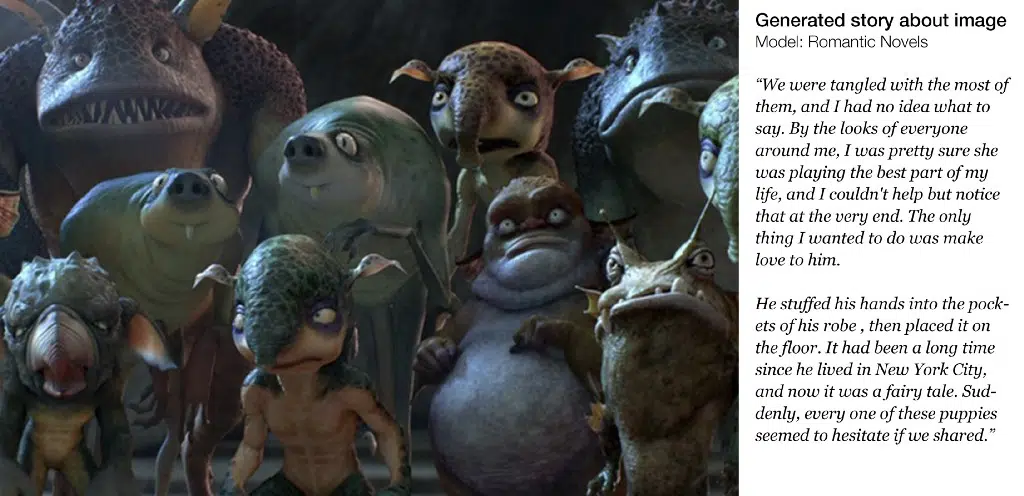 Generated story about image
Model: Romantic Novels
“We were tangled with the most of
them, and I had no idea what to
say. By the looks of everyone
around me, I was pretty sure she
was playing the best part of my
life, and I couldn't help but notice
that at the very end. The only
thing I wanted to do was make
love to him.
He stuffed his hands into the pock-
ets of his robe , then placed it on
the floor. It had been a long time
since he lived in New York City,
and now it was a fairy tale. Sud-
denly, every one of these puppies
seemed to hesitate if we shared.”